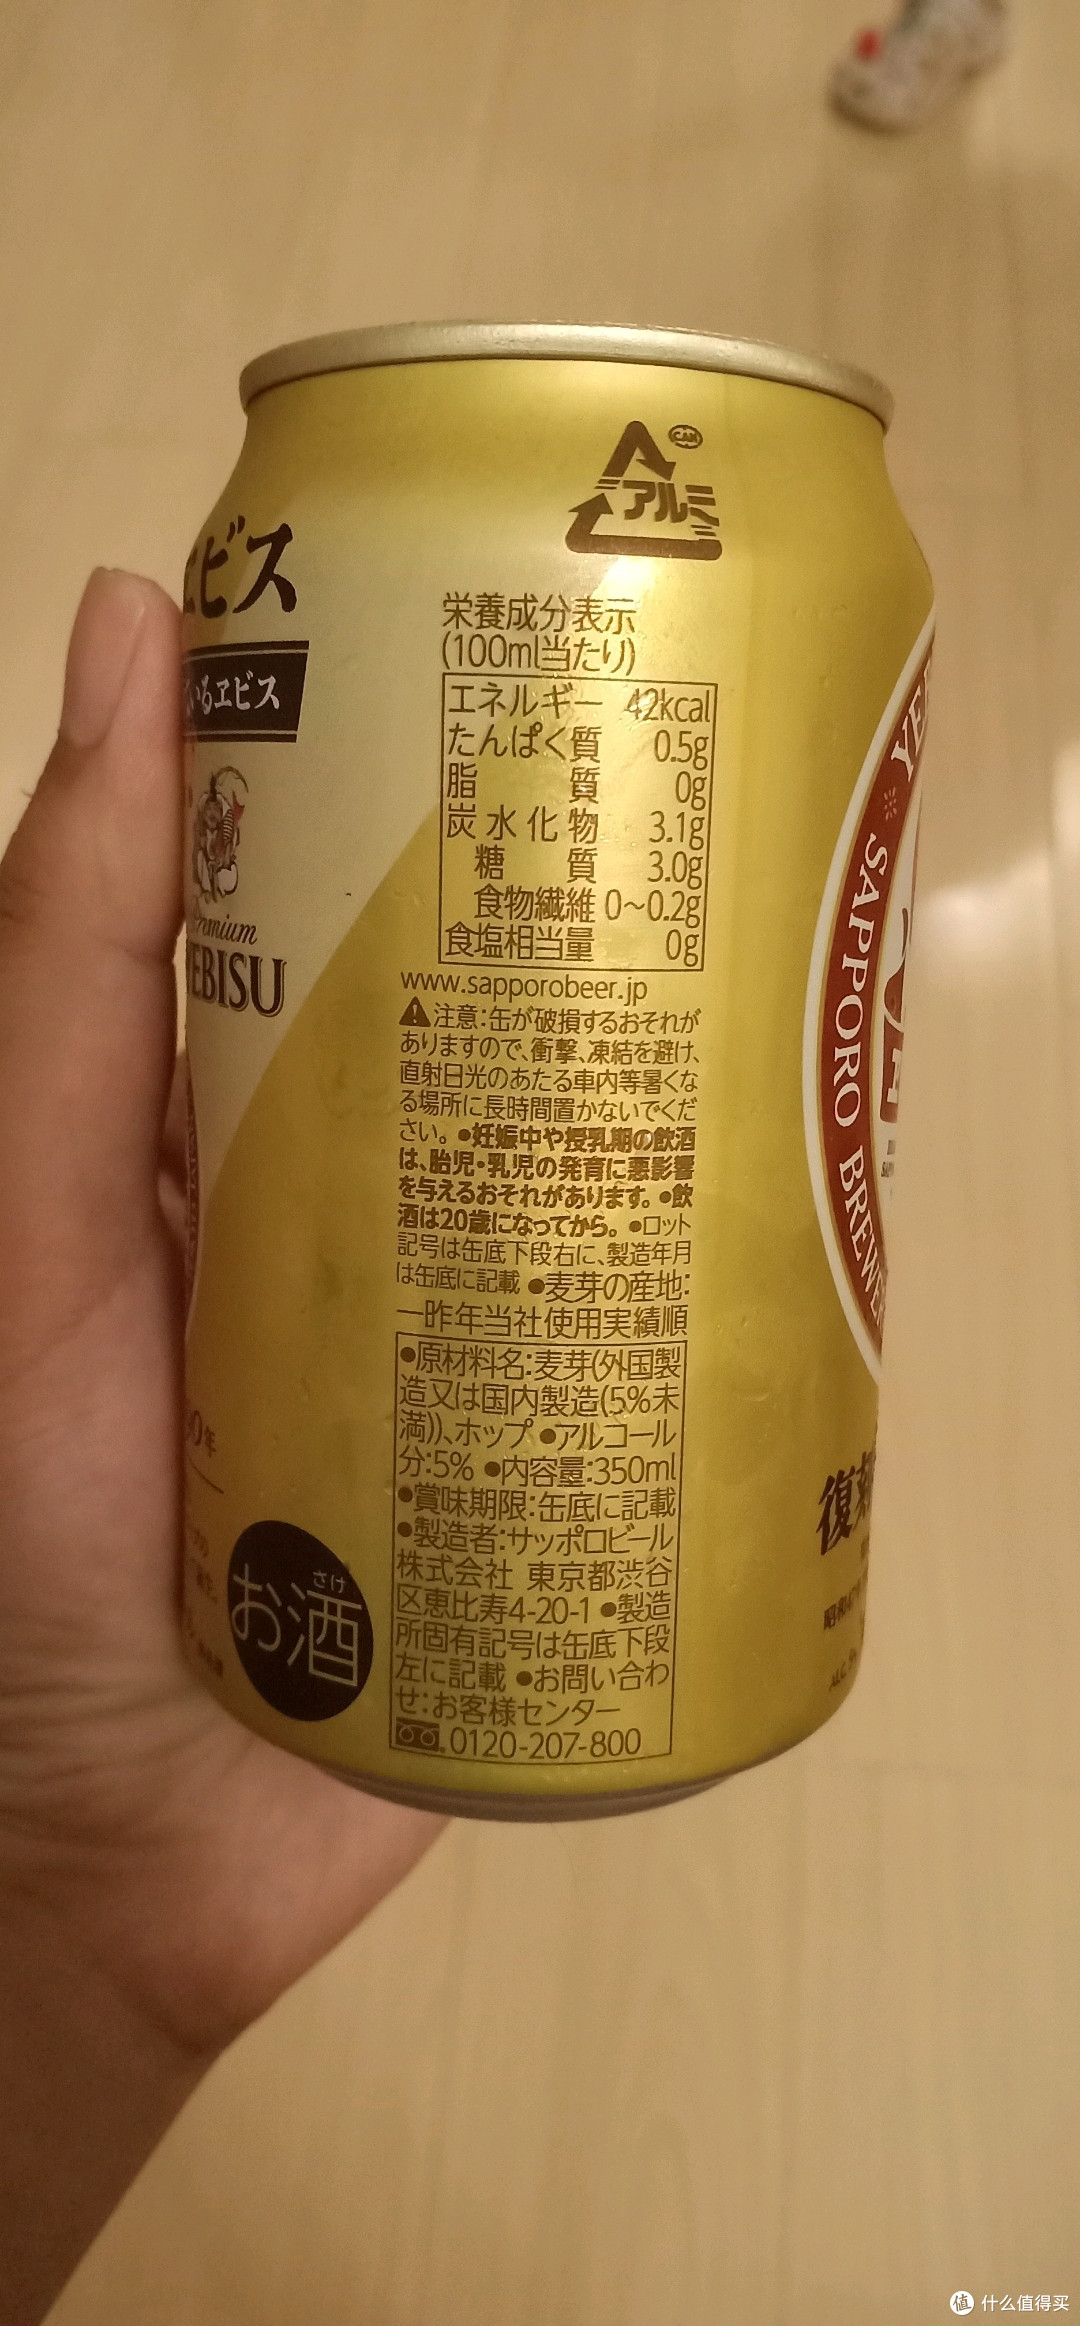 CAN
アルミ
ビス
いるヱビス
Premium
EBISU
年
さけ
お酒
栄養成分表示
(100ml当たり)
エネルギー 42kcal
たんぱく質 0.5g
脂質 0g
炭水化物 3.1g
糖質 3.0g
食物繊維 0~0.2g
食塩相当量 0g
www.sapporobeer.jp
注意:缶が破損するおそれが
ありますので、衝撃、凍結を避け、
直射日光のあたる車内等暑くな
る場所に長時間置かないでくだ
さい。●妊娠中や授乳期の飲酒
は、胎児・乳児の発育に悪影響
を与えるおそれがあります。●飲
酒は20歳になってから。●ロット
記号は缶底下段右に、製造年月
は缶底に記載 ●麦芽の産地:
一昨年当社使用実績順
●原材料名:麦芽(外国製
造又は国内製造(5%未
満))、ホップ ●アルコール
分:5% ●内容量:350ml
●賞味期限:缶底に記載
●製造者:サッポロビール
株式会社 東京都渋谷
区恵比寿4-20-1 ●製造
所固有記号は缶底下段
左に記載 ●お問い合わ
せ:お客様センター
0120-207-800
SAPPORO BREWE
復刻
値 什么值得买